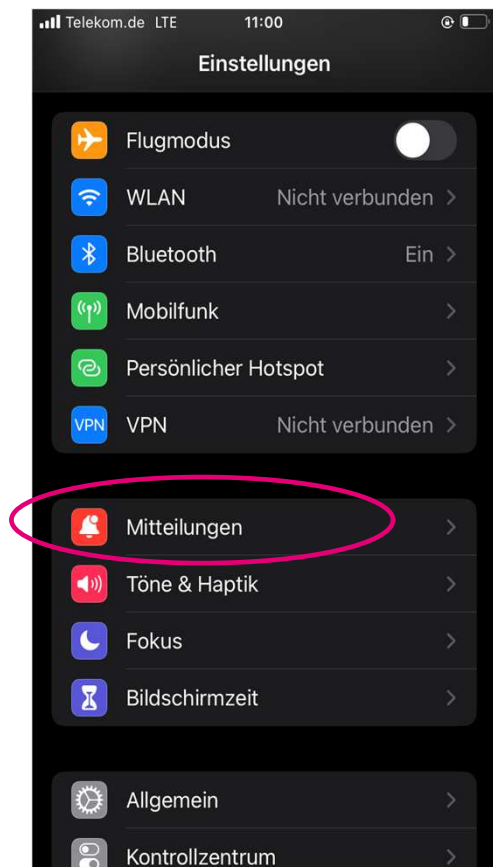 Telekom.de LTE 11:00
Einstellungen
Flugmodus
WLAN Nicht verbunden
Bluetooth Ein
Mobilfunk
Persönlicher Hotspot
VPN VPN Nicht verbunden
Mitteilungen
Töne & Haptik
Fokus
Bildschirmzeit
Allgemein
Kontrollzentrum